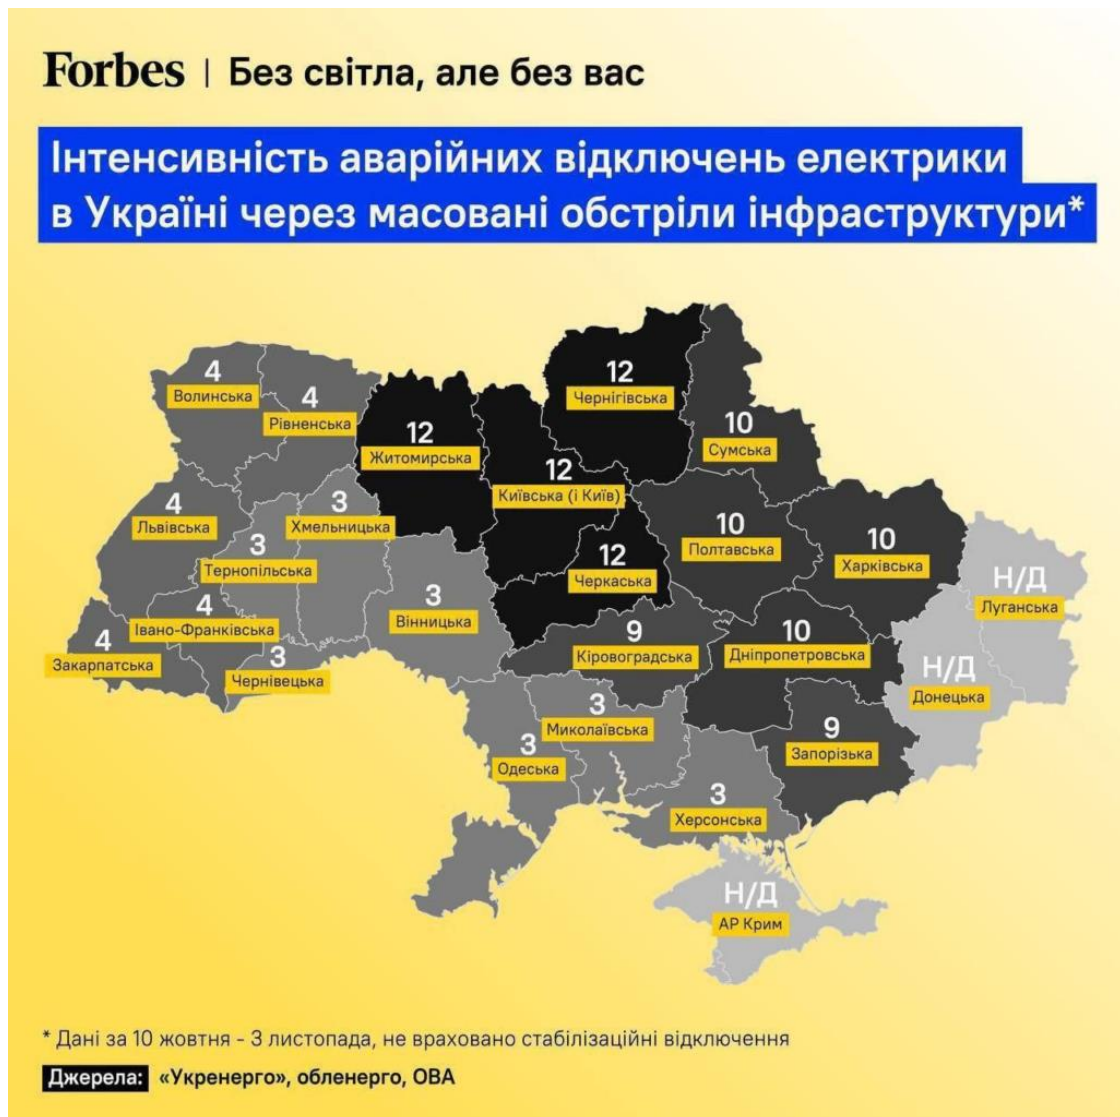 Forbes | Без світла, але без вас
Інтенсивність аварійних відключень електрики
в Україні через масовані обстріли інфраструктури*
12
Чернігівська
4
Волинська
4
Рівненська
12
Житомирська
10
Сумська
12
Київська (і Київ)
4
Львівська
3
Хмельницька
3
Тернопільська
10
Полтавська
10
Харківська
12
Черкаська
Н/Д
Луганська
4
Івано-Франківська
3
Вінницька
4
Закарпатська
3
Чернівецька
9
Кіровоградська
10
Дніпропетровська
Н/Д
Донецька
3
Миколаївська
3
Одеська
9
Запорізька
3
Херсонська
Н/Д
АР Крим
* Дані за 10 жовтня - 3 листопада, не враховано стабілізаційні відключення
Джерела: «Укренерго», обленерго, ОВА